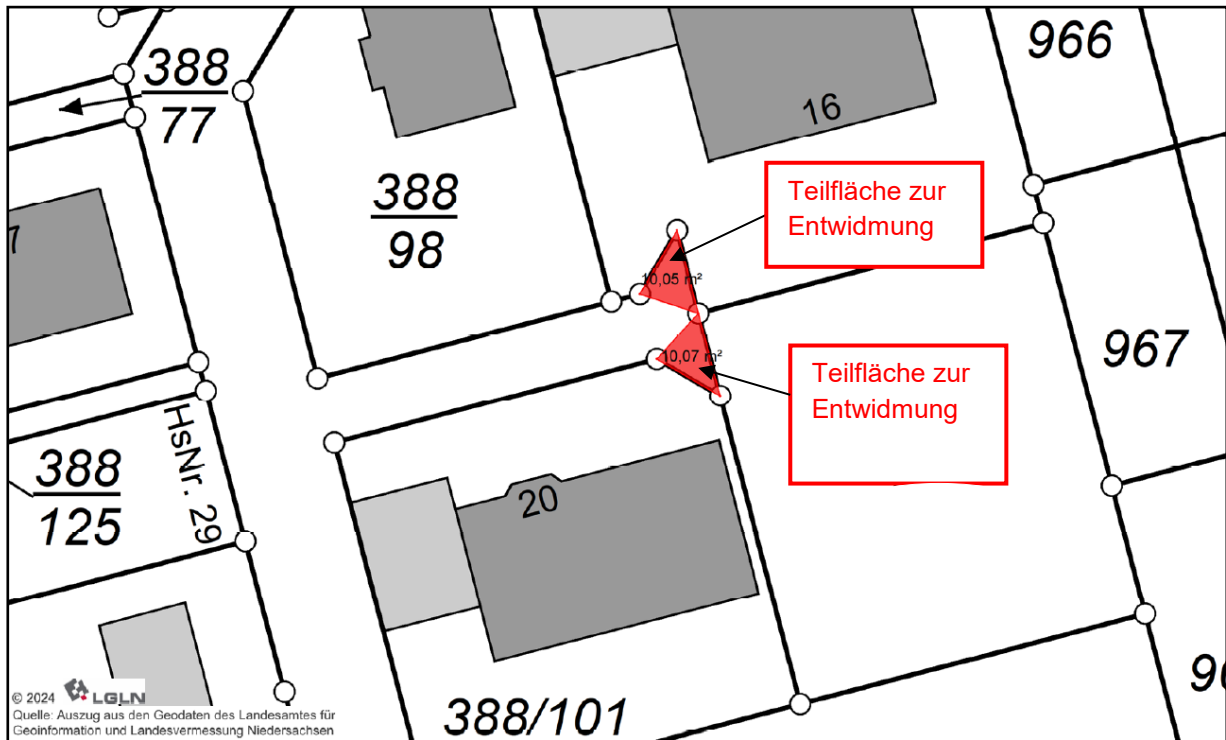 966
388
77
16
Teilfläche zur
Entwidmung
388
98
7
10,05 m²
967
10,07 m²
Teilfläche zur
Entwidmung
HsNr. 29
388
125
20
388/101
© 2024 LGLN
Quelle: Auszug aus den Geodaten des Landesamtes für
Geoinformation und Landesvermessung Niedersachsen